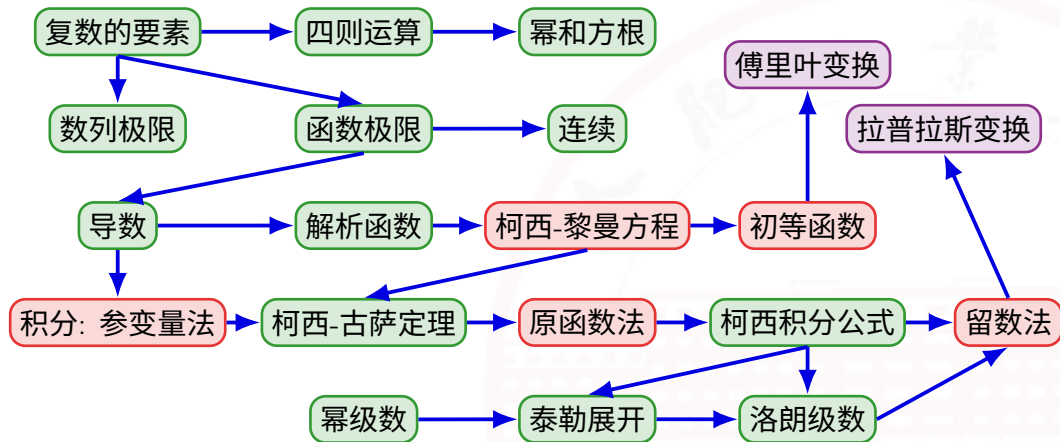 复数的要素
四则运算
幂和方根
傅里叶变换
数列极限
函数极限
连续
拉普拉斯变换
导数
解析函数
柯西-黎曼方程
初等函数
积分: 参变量法
柯西-古萨定理
原函数法
柯西积分公式
留数法
幂级数
泰勒展开
洛朗级数